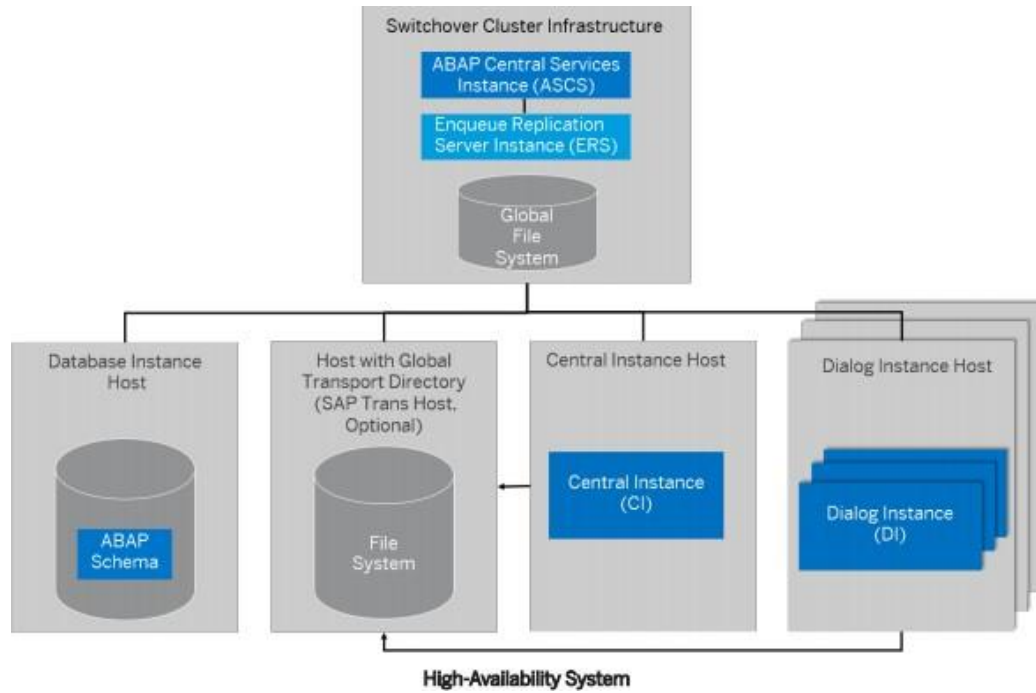 Switchover Cluster Infrastructure
ABAP Central Services
Instance (ASCS)
Enqueue Replication
Server Instance (ERS)
Global
File
System
Database Instance
Host
ABAP
Schema
Host with Global
Transport Directory
(SAP Trans Host.
Optional)
File
System
Central Instance Host
Central Instance
(CI)
Dialog Instance Host
Dialog Instance
(DI)
High-Availability System